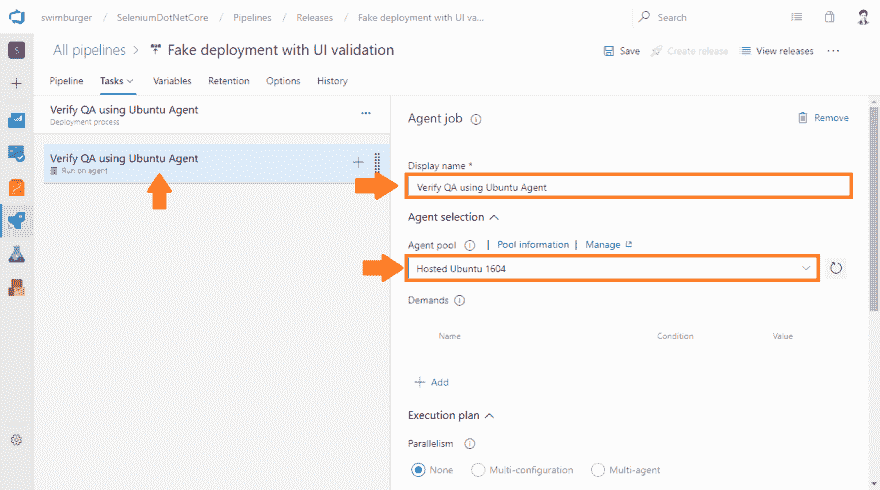 swimburger / SeleniumDotNetCore / Pipelines / Releases / Fake deployment with UI va...
Search
All pipelines > Fake deployment with UI validation
Save Create release View releases ...
Pipeline Tasks Variables Retention Options History
S
Verify QA using Ubuntu Agent
Deployment process
...
Verify QA using Ubuntu Agent
Run on agent
Agent job
Remove
Display name *
Verify QA using Ubuntu Agent
Agent selection
Agent pool | Pool information | Manage
Hosted Ubuntu 1604
Demands
Name Condition Value
+ Add
Execution plan
Parallelism
None Multi-configuration Multi-agent